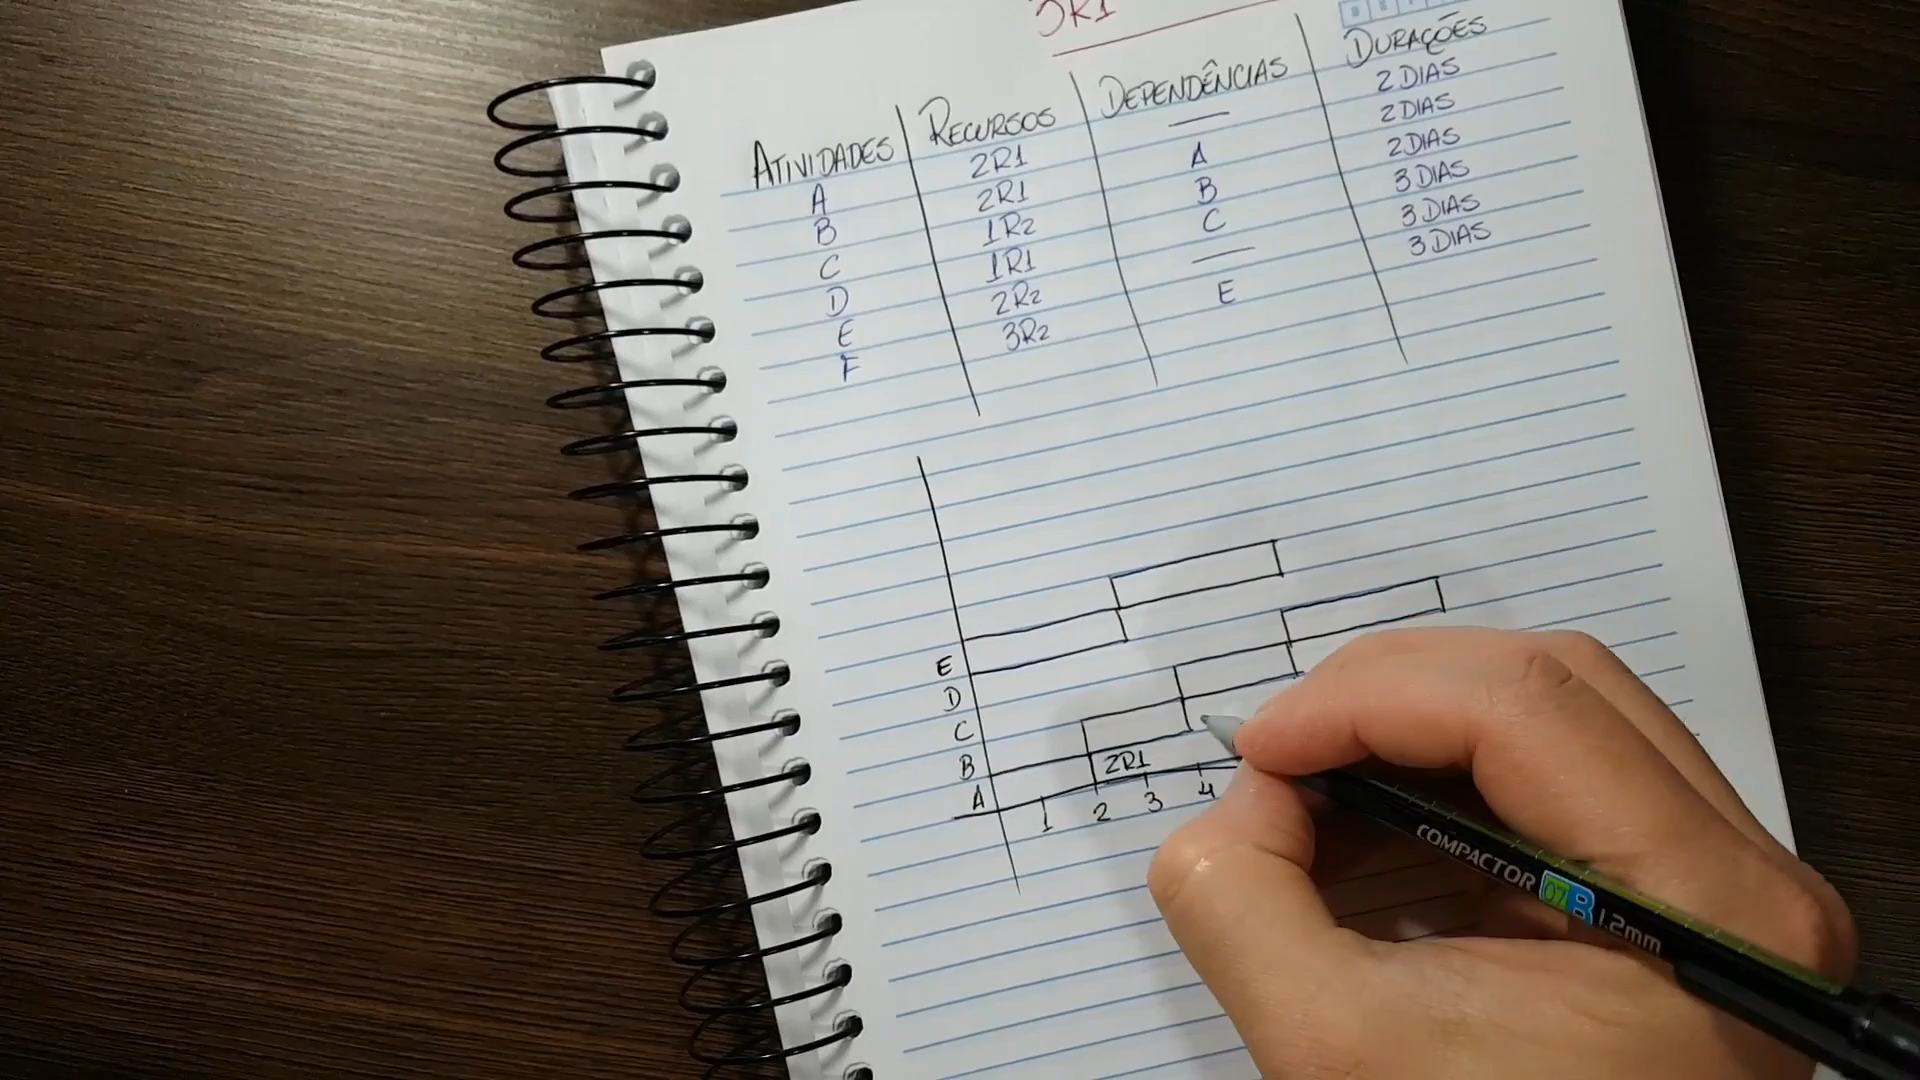 3R1
ATIVIDADES RECURSOS DEPENDÊNCIAS DURAÇÕES
A 2R1 — 2 DIAS
B 2R1 A 2 DIAS
C 1R2 B 2 DIAS
D 1R1 C 3 DIAS
E 2R2 — 3 DIAS
F 3R2 E 3 DIAS
E
D
C
B
A 2R1
1 2 3 4
COMPACTOR 07 B 1.2mm